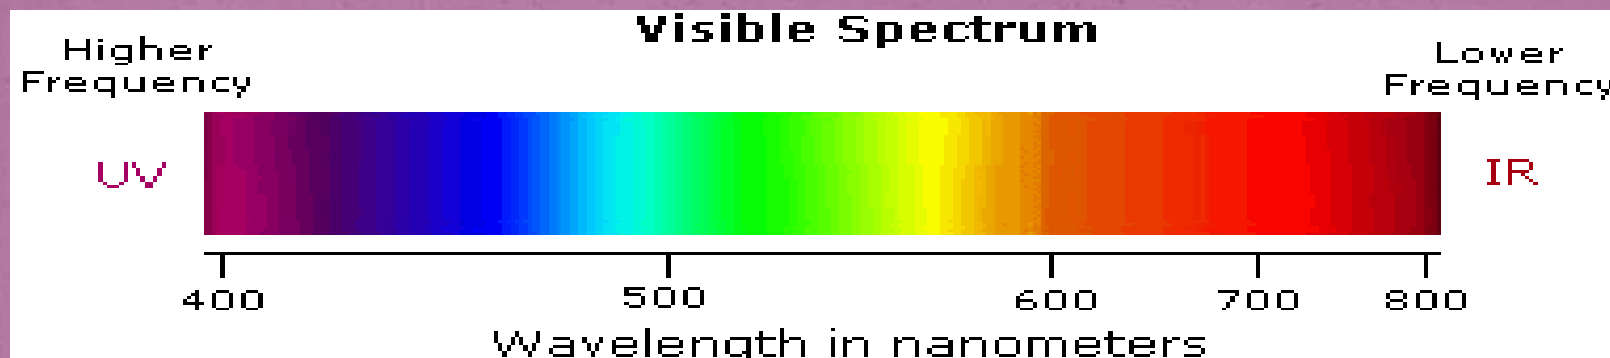 Visible Spectrum
Higher
Frequency
Lower
Frequency
UV
IR
400
500
600
700
800
Wavelength in nanometers